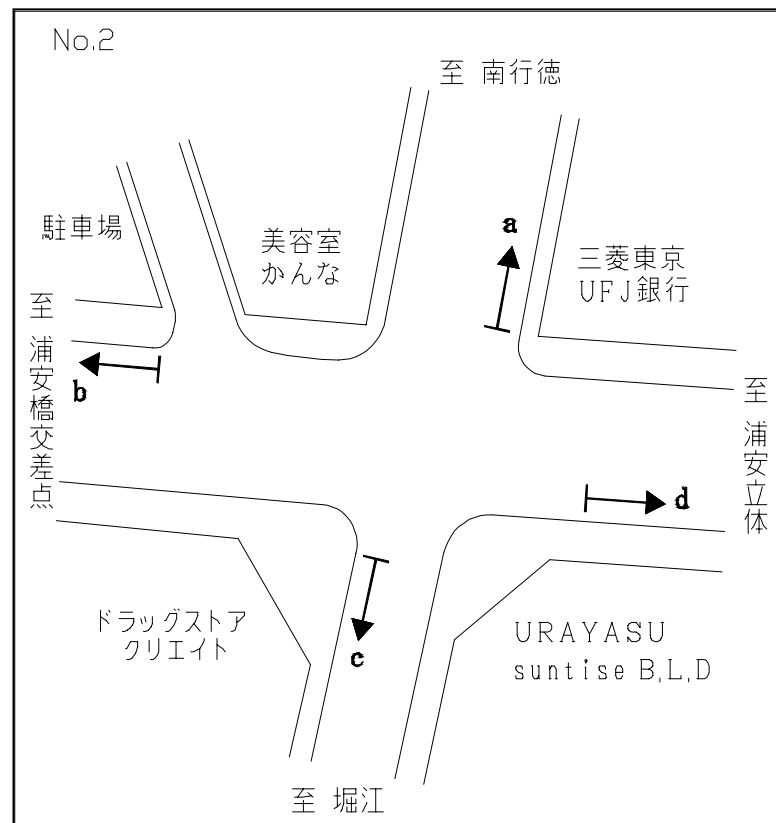 No.2
至 南行徳
a
駐車場
美容室
かんな
三菱東京
UFJ銀行
至 浦安橋交差点
b
至 浦安立体
d
ドラッグストア
クリエイト
c
URAYASU
suntise B,L,D
至 堀江